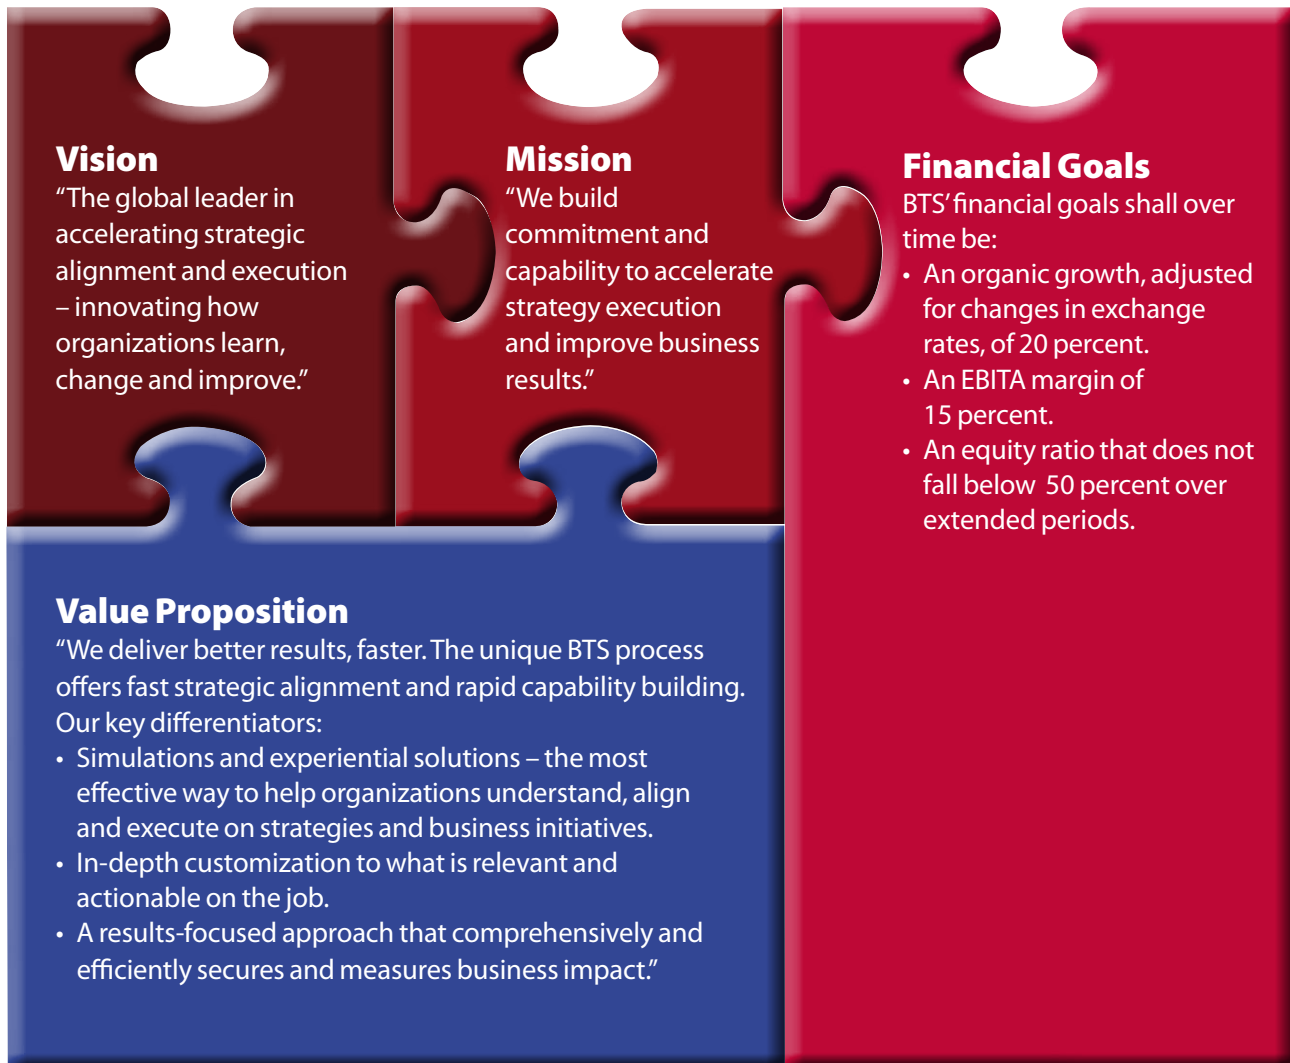 Vision
“The global leader in
accelerating strategic
alignment and execution
– innovating how
organizations learn,
change and improve.”
Mission
“We build
commitment and
capability to accelerate
strategy execution
and improve business
results.”
Financial Goals
BTS’ financial goals shall over
time be:
• An organic growth, adjusted
for changes in exchange
rates, of 20 percent.
• An EBITA margin of
15 percent.
• An equity ratio that does not
fall below 50 percent over
extended periods.
Value Proposition
“We deliver better results, faster. The unique BTS process
offers fast strategic alignment and rapid capability building.
Our key differentiators:
• Simulations and experiential solutions – the most
effective way to help organizations understand, align
and execute on strategies and business initiatives.
• In-depth customization to what is relevant and
actionable on the job.
• A results-focused approach that comprehensively and
efficiently secures and measures business impact.”